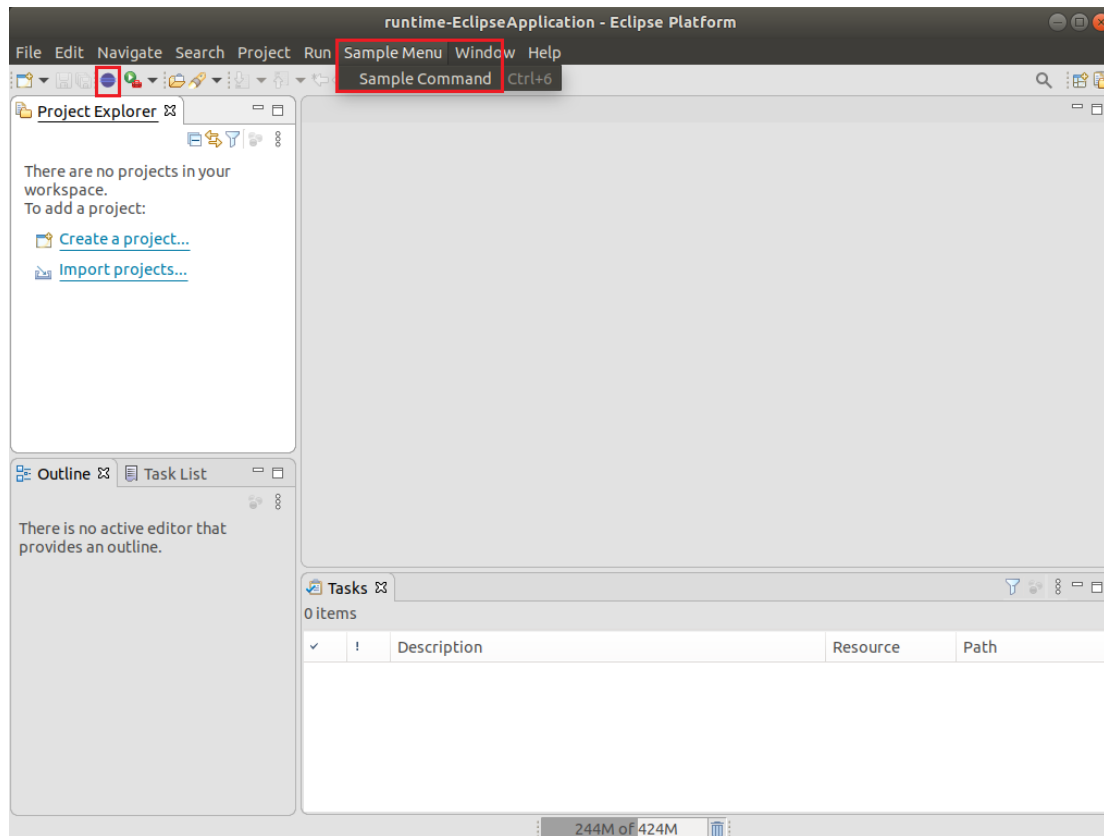 runtime-EclipseApplication - Eclipse Platform
File Edit Navigate Search Project Run Sample Menu Window Help
Sample Command Ctrl+6
Project Explorer
There are no projects in your
workspace.
To add a project:
Create a project...
Import projects...
Outline Task List
There is no active editor that
provides an outline.
Tasks
0 items
! Description Resource Path
244M of 424M